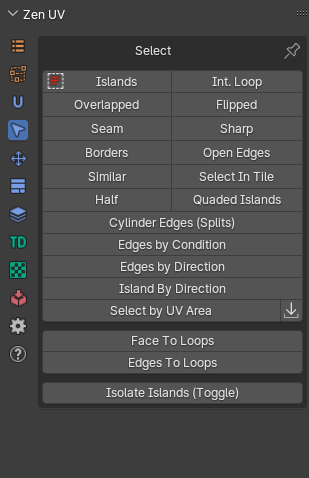 Zen UV
Select
Islands Int. Loop
Overlapped Flipped
Seam Sharp
Borders Open Edges
Similar Select In Tile
Half Quaded Islands
Cylinder Edges (Splits)
Edges by Condition
Edges by Direction
Island By Direction
Select by UV Area
TD
Face To Loops
Edges To Loops
Isolate Islands (Toggle)